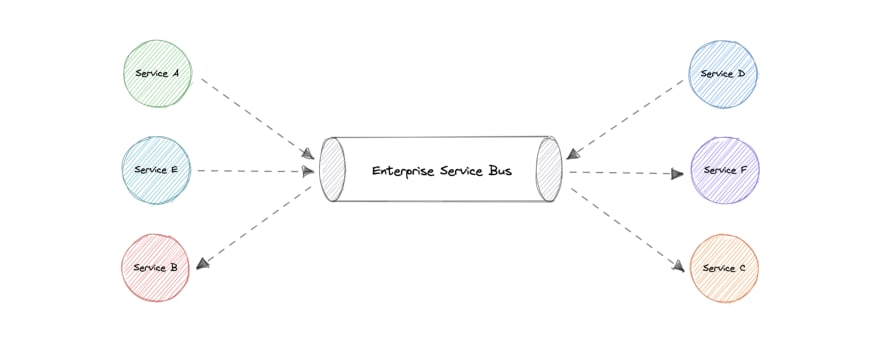 Service A
Service D
Service E
Enterprise Service Bus
Service F
Service B
Service C